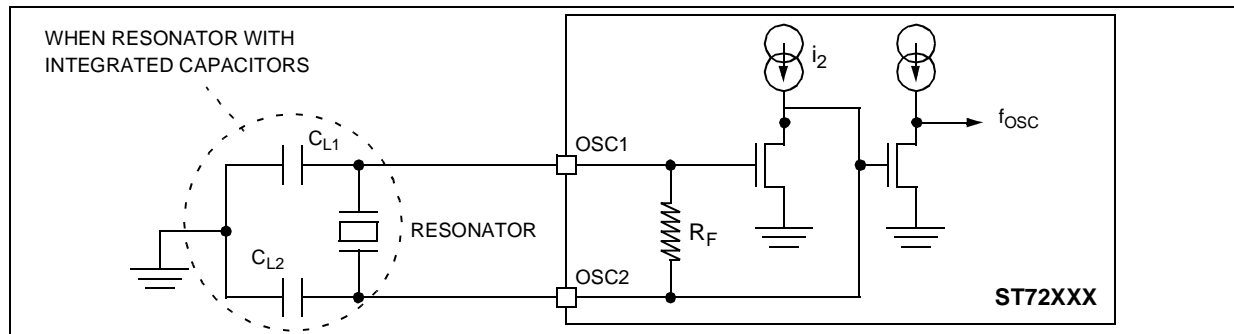 WHEN RESONATOR WITH
INTEGRATED CAPACITORS
CL1
OSC1
i2
fOSC
RESONATOR
RF
CL2
OSC2
ST72XXX